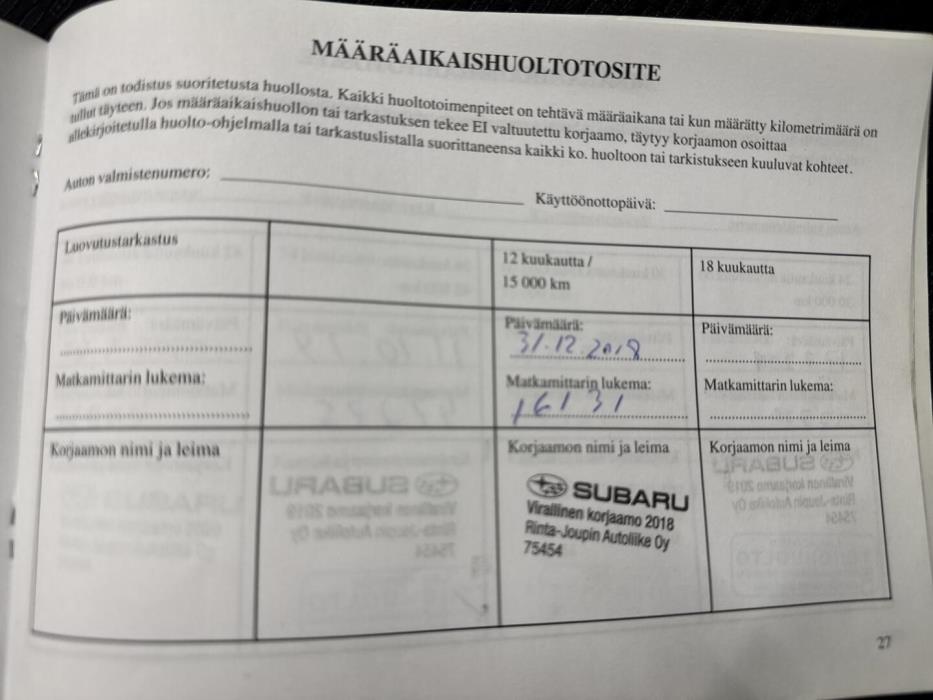 MÄÄRÄAIKAISHUOLTOTOSITE
Tämä on todistus suoritetusta huollosta. Kaikki huoltotoimenpiteet on tehtävä määräaikana tai kun määrätty kilometrimäärä on
tullut täyteen. Jos määräaikaishuollon tai tarkastuksen tekee EI valtuutettu korjaamo, täytyy korjaamon osoittaa
allekirjoitetulla huolto-ohjelmalla tai tarkastuslistalla suorittaneensa kaikki ko. huoltoon tai tarkistukseen kuuluvat kohteet.
Auton valmistenumero:
Käyttöönottopäivä:
Luovutustarkastus
12 kuukautta /
15 000 km
18 kuukautta
Päivämäärä:
Päivämäärä:
31.12.2018
Päivämäärä:
Matkamittarin lukema:
Matkamittarin lukema:
16131
Matkamittarin lukema:
Korjaamon nimi ja leima
Korjaamon nimi ja leima
Korjaamon nimi ja leima
SUBARU
Virallinen korjaamo 2018
Rinta-Joupin Autoliike Oy
75454
27